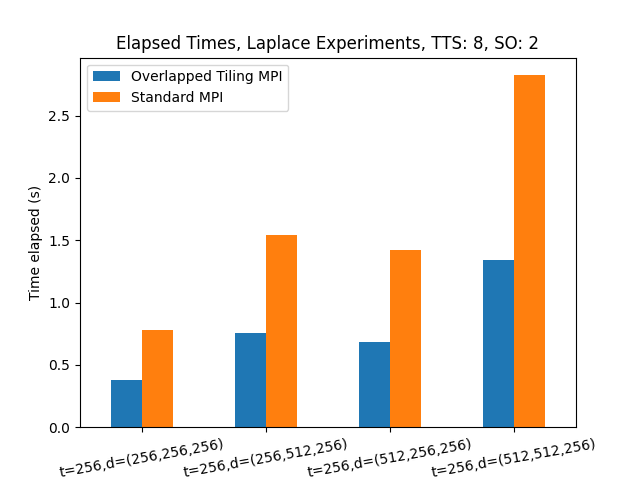 Elapsed Times, Laplace Experiments, TTS: 8, SO: 2
Overlapped Tiling MPI
Standard MPI
Time elapsed (s)
2.5
2.0
1.5
1.0
0.5
0.0
t=256,d=(256,256,256)
t=256,d=(256,512,256)
t=256,d=(512,256,256)
t=256,d=(512,512,256)